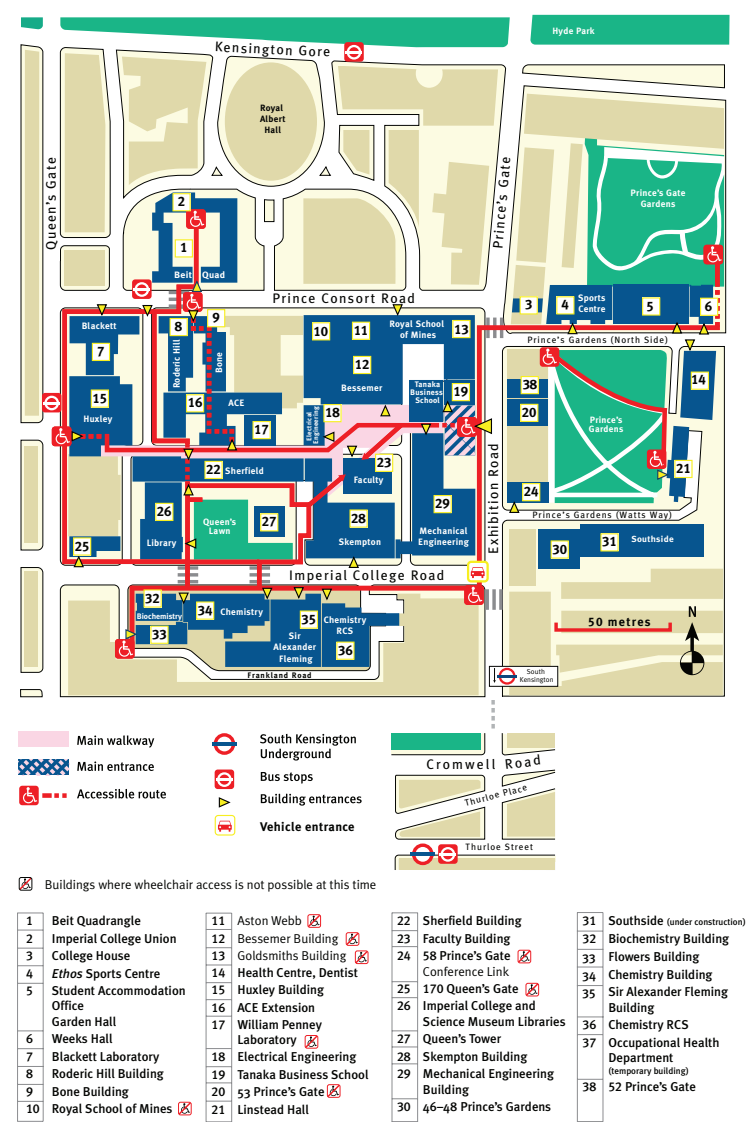 Hyde Park
Kensington Gore
Royal
Albert
Hall
Queen's Gate
Prince's Gate
Prince's Gate
Gardens
2
1
Beit Quad
Prince Consort Road
3
4
Sports
Centre
5
6
Prince's Gardens (North Side)
Blackett
7
8
9
Roderic Hill
Bone
10
11
Royal School
of Mines
13
12
Bessemer
Tanaka
Business
School
19
14
15
Huxley
16
ACE
17
Electrical
Engineering
18
38
20
Prince's
Gardens
21
22
Sherfield
23
Faculty
24
Prince's Gardens (Watts Way)
Exhibition Road
26
Library
Queen's
Lawn
27
28
Skempton
29
Mechanical
Engineering
25
30
31
Southside
Imperial College Road
32
Biochemistry
33
34
Chemistry
35
Sir
Alexander
Fleming
Chemistry
RCS
36
Frankland Road
50 metres
N
South
Kensington
Main walkway
Main entrance
Accessible route
South Kensington
Underground
Bus stops
Building entrances
Vehicle entrance
Cromwell Road
Thurloe Place
Thurloe Street
Buildings where wheelchair access is not possible at this time
1 Beit Quadrangle
2 Imperial College Union
3 College House
4 Ethos Sports Centre
5 Student Accommodation
Office
Garden Hall
6 Weeks Hall
7 Blackett Laboratory
8 Roderic Hill Building
9 Bone Building
10 Royal School of Mines
11 Aston Webb
12 Bessemer Building
13 Goldsmiths Building
14 Health Centre, Dentist
15 Huxley Building
16 ACE Extension
17 William Penney
Laboratory
18 Electrical Engineering
19 Tanaka Business School
20 53 Prince's Gate
21 Linstead Hall
22 Sherfield Building
23 Faculty Building
24 58 Prince's Gate
Conference Link
25 170 Queen's Gate
26 Imperial College and
Science Museum Libraries
27 Queen's Tower
28 Skempton Building
29 Mechanical Engineering
Building
30 46–48 Prince's Gardens
31 Southside (under construction)
32 Biochemistry Building
33 Flowers Building
34 Chemistry Building
35 Sir Alexander Fleming
Building
36 Chemistry RCS
37 Occupational Health
Department
(temporary building)
38 52 Prince's Gate